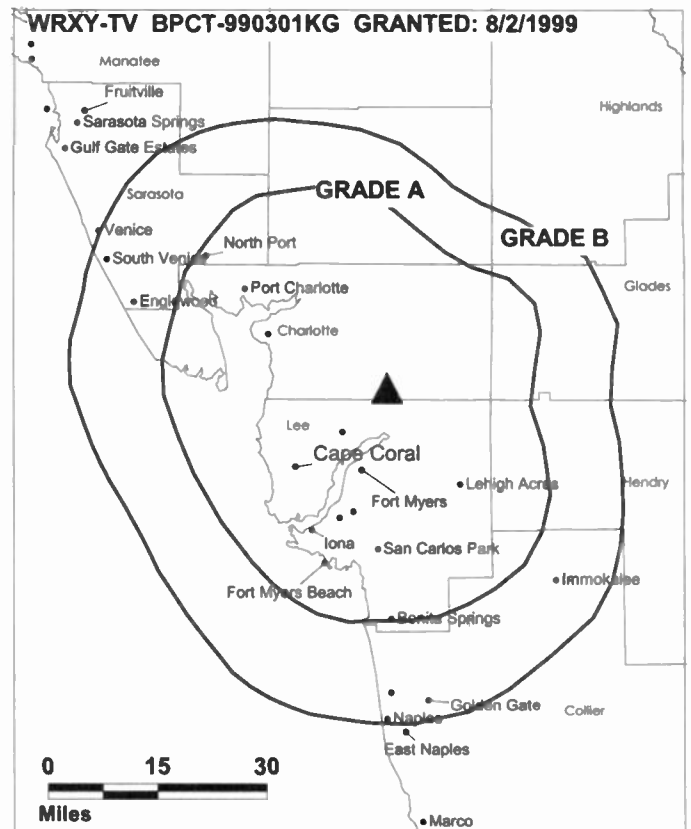 WRXY-TV BPCT-990301KG GRANTED: 8/2/1999
Manatee
Fruitville
Highlands
Sarasota Springs
Gulf Gate Estates
GRADE A
Sarasota
Venice
GRADE B
North Port
South Venice
Glades
Port Charlotte
Englewood
Charlotte
Lee
Cape Coral
Lehigh Acres
Hendry
Fort Myers
Iona
San Carlos Park
Immokalee
Fort Myers Beach
Bonita Springs
Golden Gate
Collier
Naples
East Naples
0 15 30
Miles
Marco